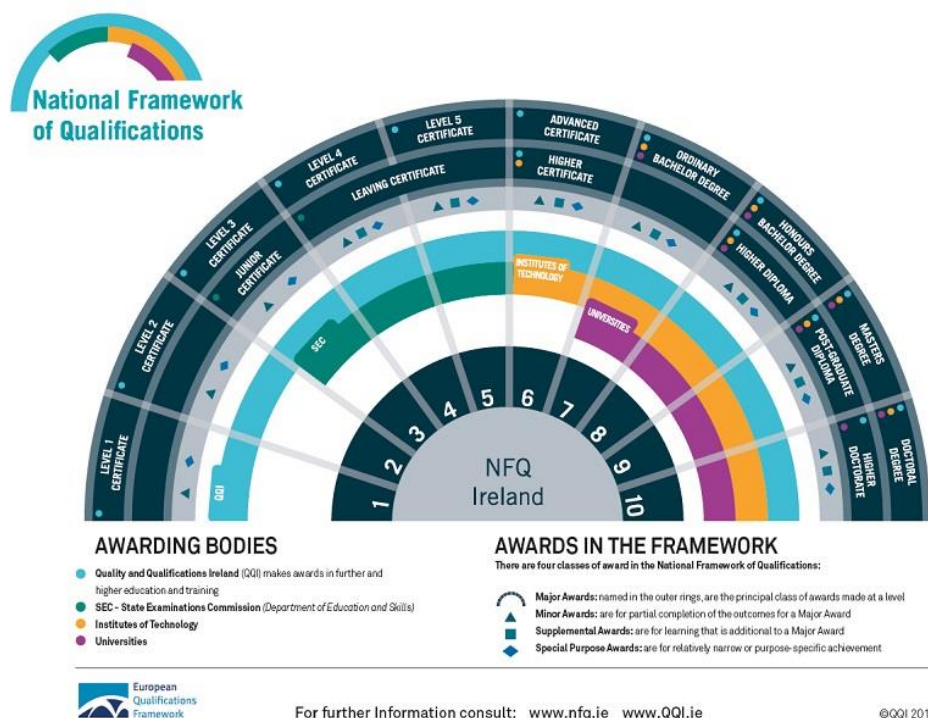 National Framework
of Qualifications
LEVEL 1
CERTIFICATE
LEVEL 2
CERTIFICATE
LEVEL 3
CERTIFICATE
LEVEL 4
CERTIFICATE
LEVEL 5
CERTIFICATE
ADVANCED
CERTIFICATE
ORDINARY
BACHELOR DEGREE
HONOURS
BACHELOR DEGREE
MASTERS
DEGREE
DOCTORAL
DEGREE
JUNIOR
CERTIFICATE
LEAVING CERTIFICATE
HIGHER
CERTIFICATE
HIGHER DIPLOMA
POST-GRADUATE
DIPLOMA
HIGHER
DOCTORATE
QQI
SEC
INSTITUTES OF
TECHNOLOGY
UNIVERSITIES
1
2
3
4
5
6
7
8
9
10
NFQ
Ireland
AWARDING BODIES
Quality and Qualifications Ireland (QQI) makes awards in further and
higher education and training
SEC - State Examinations Commission (Department of Education and Skills)
Institutes of Technology
Universities
AWARDS IN THE FRAMEWORK
There are four classes of award in the National Framework of Qualifications:
Major Awards: named in the outer rings, are the principal class of awards made at a level
Minor Awards: are for partial completion of the outcomes for a Major Award
Supplemental Awards: are for learning that is additional to a Major Award
Special Purpose Awards: are for relatively narrow or purpose-specific achievement
European
Qualifications
Framework
For further Information consult: www.nfq.ie www.QQI.ie
©QQI 201